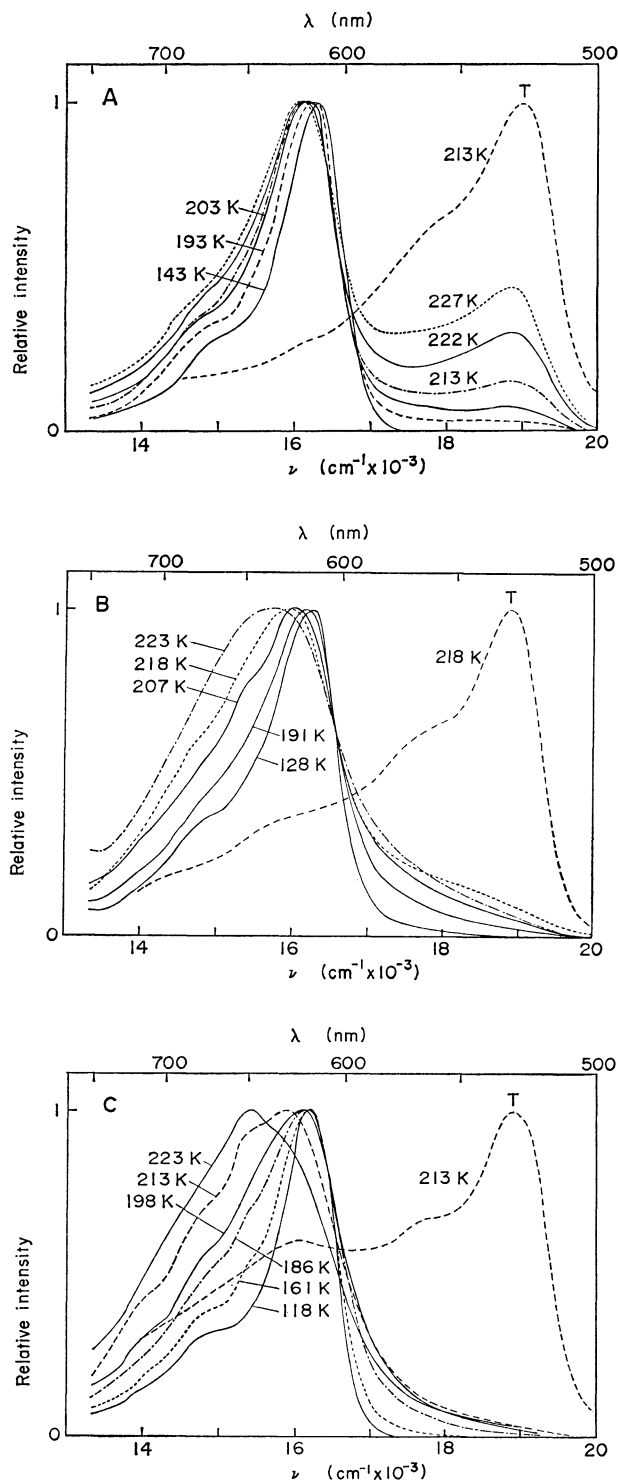 λ (nm)
700 600 500
A
T
1
213 K
203 K
193 K
143 K
227 K
222 K
213 K
Relative intensity
0
14 16 18 20
ν (cm⁻¹×10⁻³)
λ (nm)
700 600 500
B
T
1
223 K
218 K
207 K
218 K
191 K
128 K
Relative intensity
0
14 16 18 20
ν (cm⁻¹×10⁻³)
λ (nm)
700 600 500
C
T
1
223 K
213 K
198 K
213 K
186 K
161 K
118 K
Relative intensity
0
14 16 18 20
ν (cm⁻¹×10⁻³)